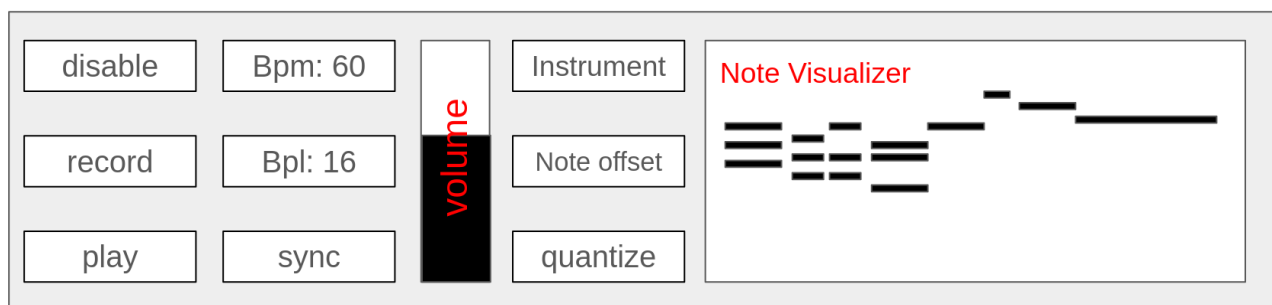 disable
Bpm: 60
volume
Instrument
Note Visualizer
record
Bpl: 16
Note offset
play
sync
quantize